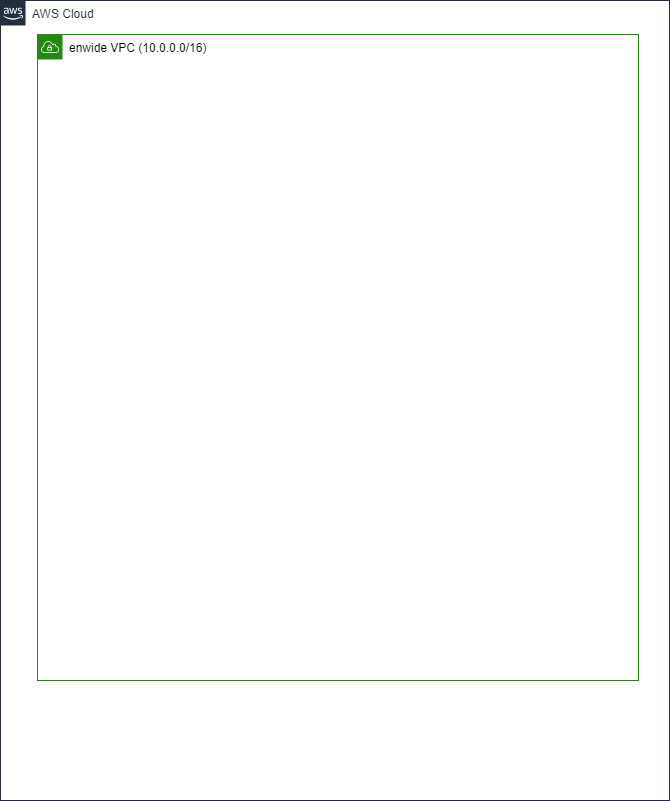 aws
AWS Cloud
enwide VPC (10.0.0.0/16)